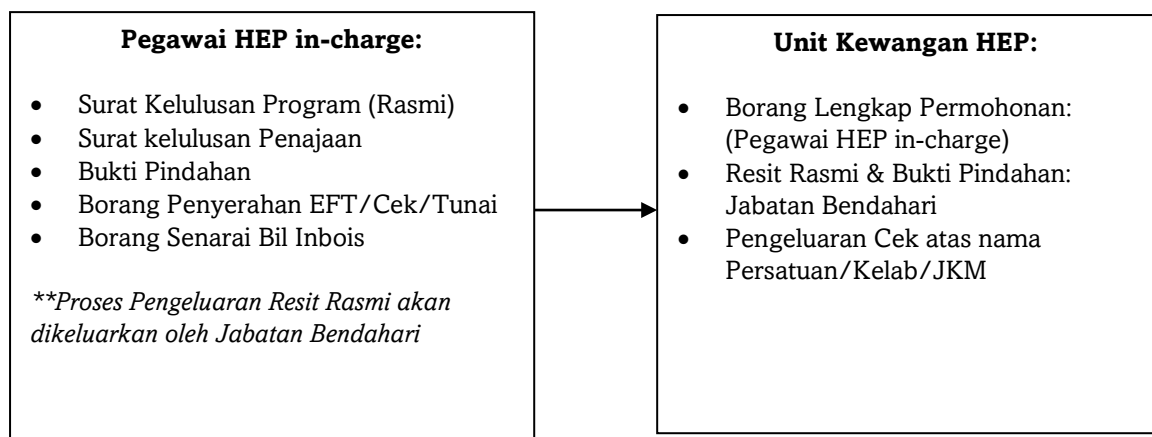 Pegawai HEP in-charge:
• Surat Kelulusan Program (Rasmi)
• Surat kelulusan Penajaan
• Bukti Pindahan
• Borang Penyerahan EFT/Cek/Tunai
• Borang Senarai Bil Inbois
**Proses Pengeluaran Resit Rasmi akan
dikeluarkan oleh Jabatan Bendahari
Unit Kewangan HEP:
• Borang Lengkap Permohonan:
(Pegawai HEP in-charge)
• Resit Rasmi & Bukti Pindahan:
Jabatan Bendahari
• Pengeluaran Cek atas nama
Persatuan/Kelab/JKM